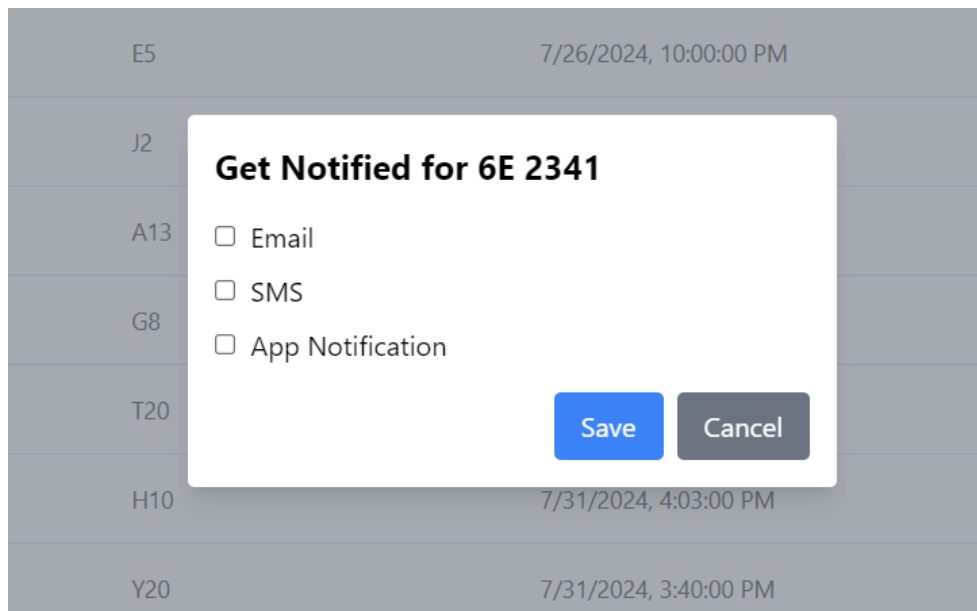 E5 7/26/2024, 10:00:00 PM
J2
Get Notified for 6E 2341
A13
Email
SMS
G8
App Notification
T20
Save Cancel
H10 7/31/2024, 4:03:00 PM
Y20 7/31/2024, 3:40:00 PM